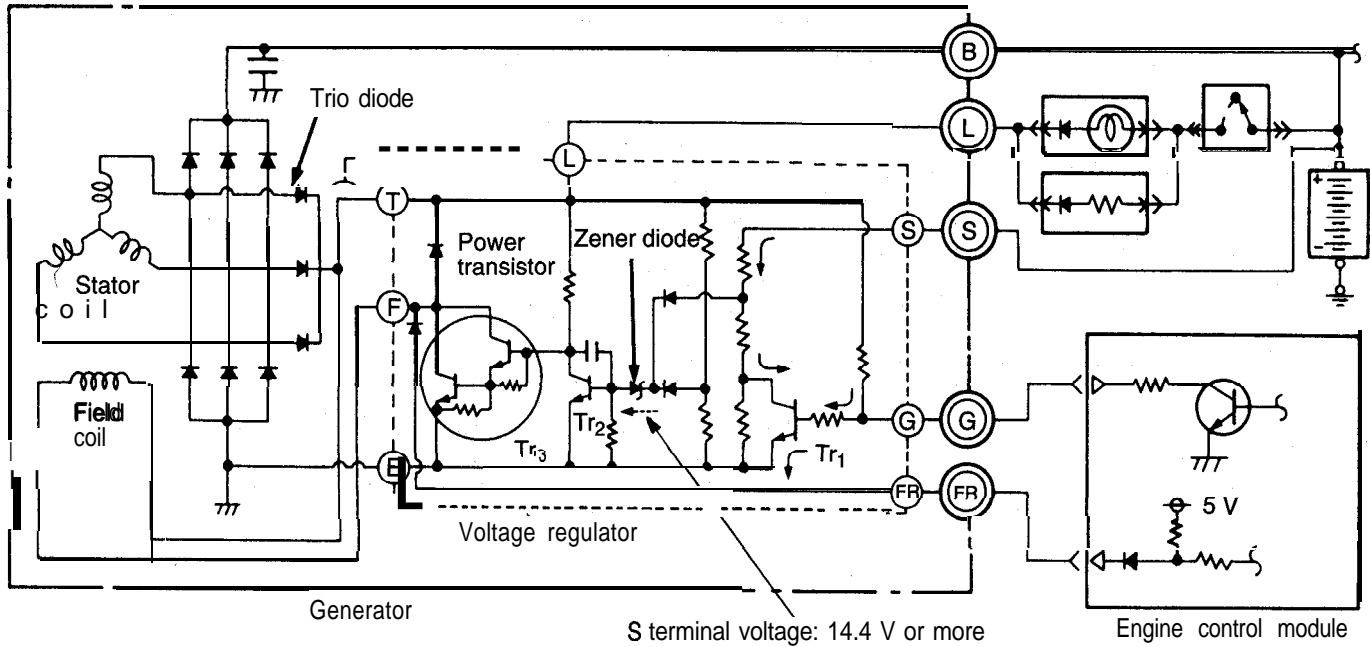 B
Trio diode
L
L
T
S
S
Power
transistor
Zener diode
+
−
Stator
coil
F
Field
coil
Tr2
Tr3
Tr1
G
G
E
FR
FR
5 V
Voltage regulator
Generator
S terminal voltage: 14.4 V or more
Engine control module